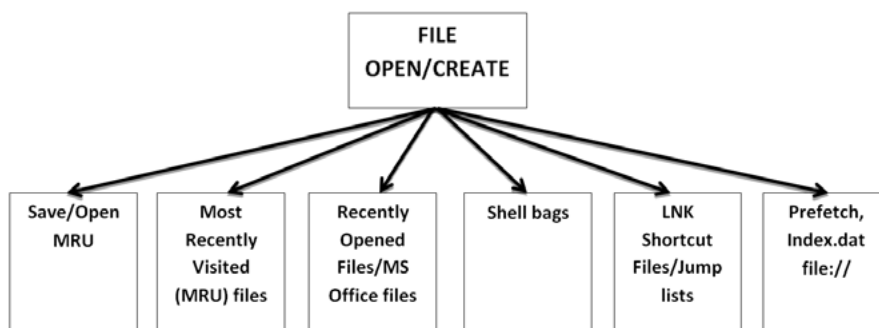 FILE
OPEN/CREATE
Save/Open
MRU
Most
Recently
Visited
(MRU) files
Recently
Opened
Files/MS
Office files
Shell bags
LNK
Shortcut
Files/Jump
lists
Prefetch,
Index.dat
file://